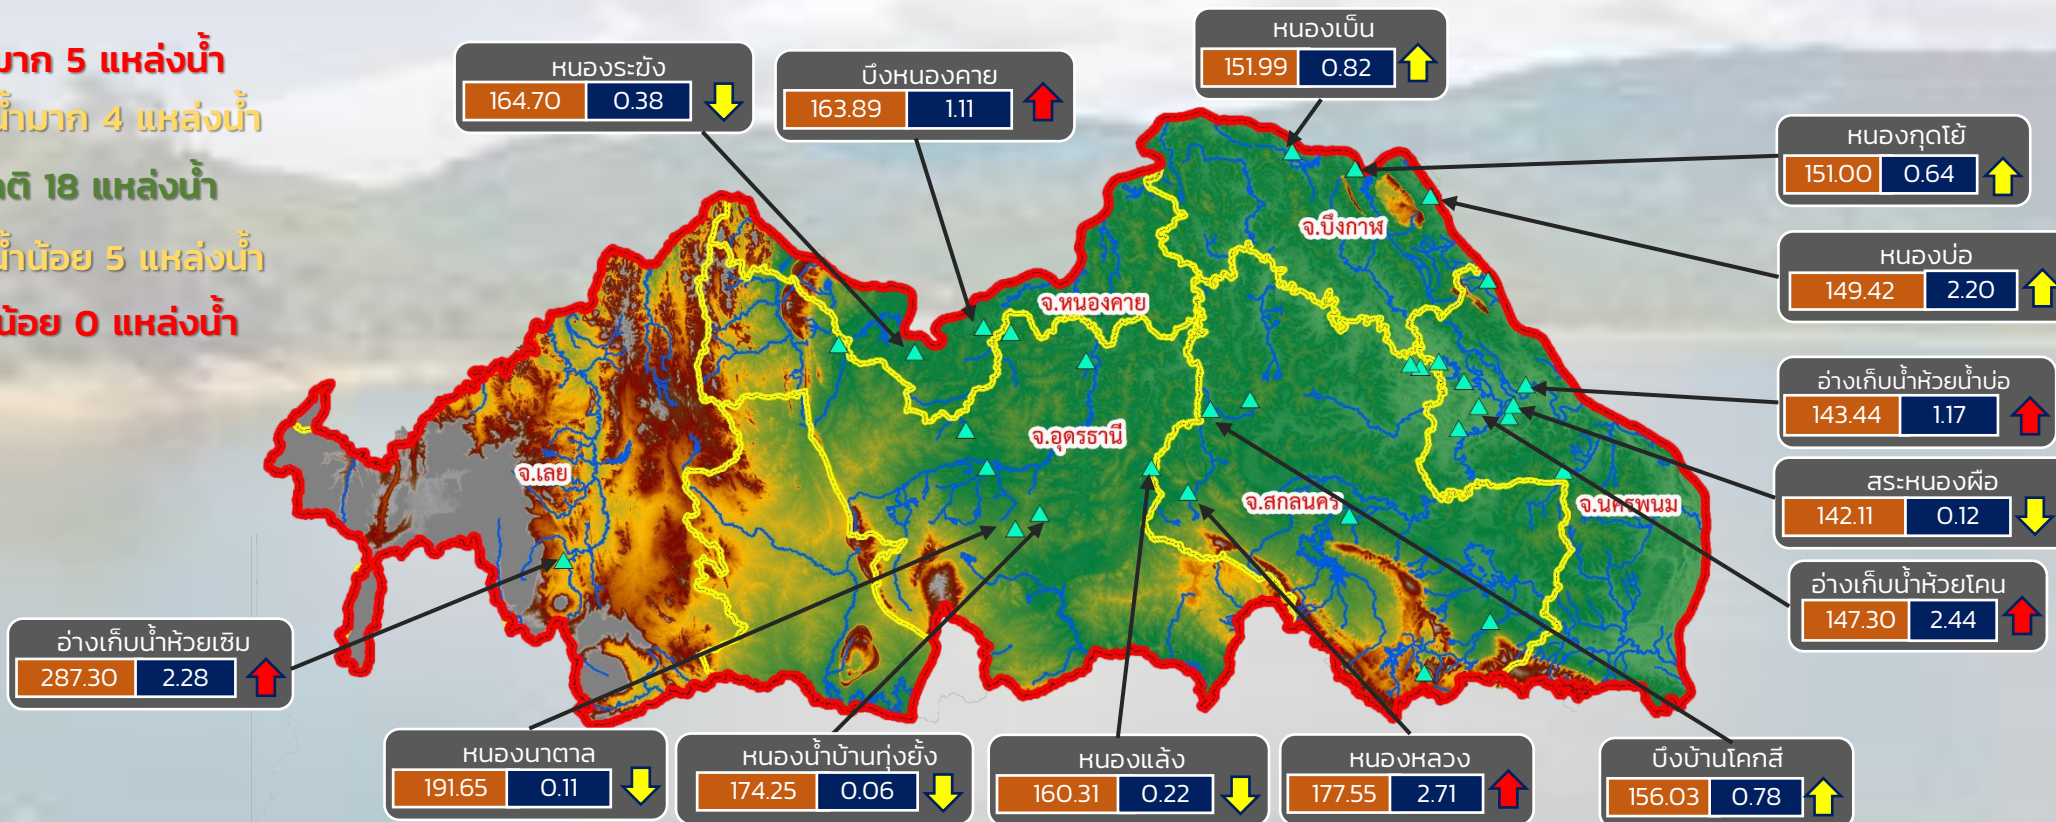 มาก 5 แหล่งน้ำ
น้ำมาก 4 แหล่งน้ำ
18 แหล่งน้ำ
น้ำน้อย 5 แหล่งน้ำ
น้อย 0 แหล่งน้ำ
หนองระฆัง
164.70 0.38
บึงหนองคาย
163.89 1.11
หนองเบ็น
151.99 0.82
หนองกุดโย้
151.00 0.64
หนองบ่อ
149.42 2.20
อ่างเก็บน้ำห้วยน้ำบ่อ
143.44 1.17
สระหนองผือ
142.11 0.12
อ่างเก็บน้ำห้วยโคน
147.30 2.44
จ.บึงกาฬ
จ.หนองคาย
จ.อุดรธานี
จ.เลย
จ.สกลนคร
จ.นครพนม
อ่างเก็บน้ำห้วยเซิม
287.30 2.28
หนองนาตาล
191.65 0.11
หนองน้ำบ้านทุ่งยั้ง
174.25 0.06
หนองแล้ง
160.31 0.22
หนองหลวง
177.55 2.71
บึงบ้านโคกสี
156.03 0.78